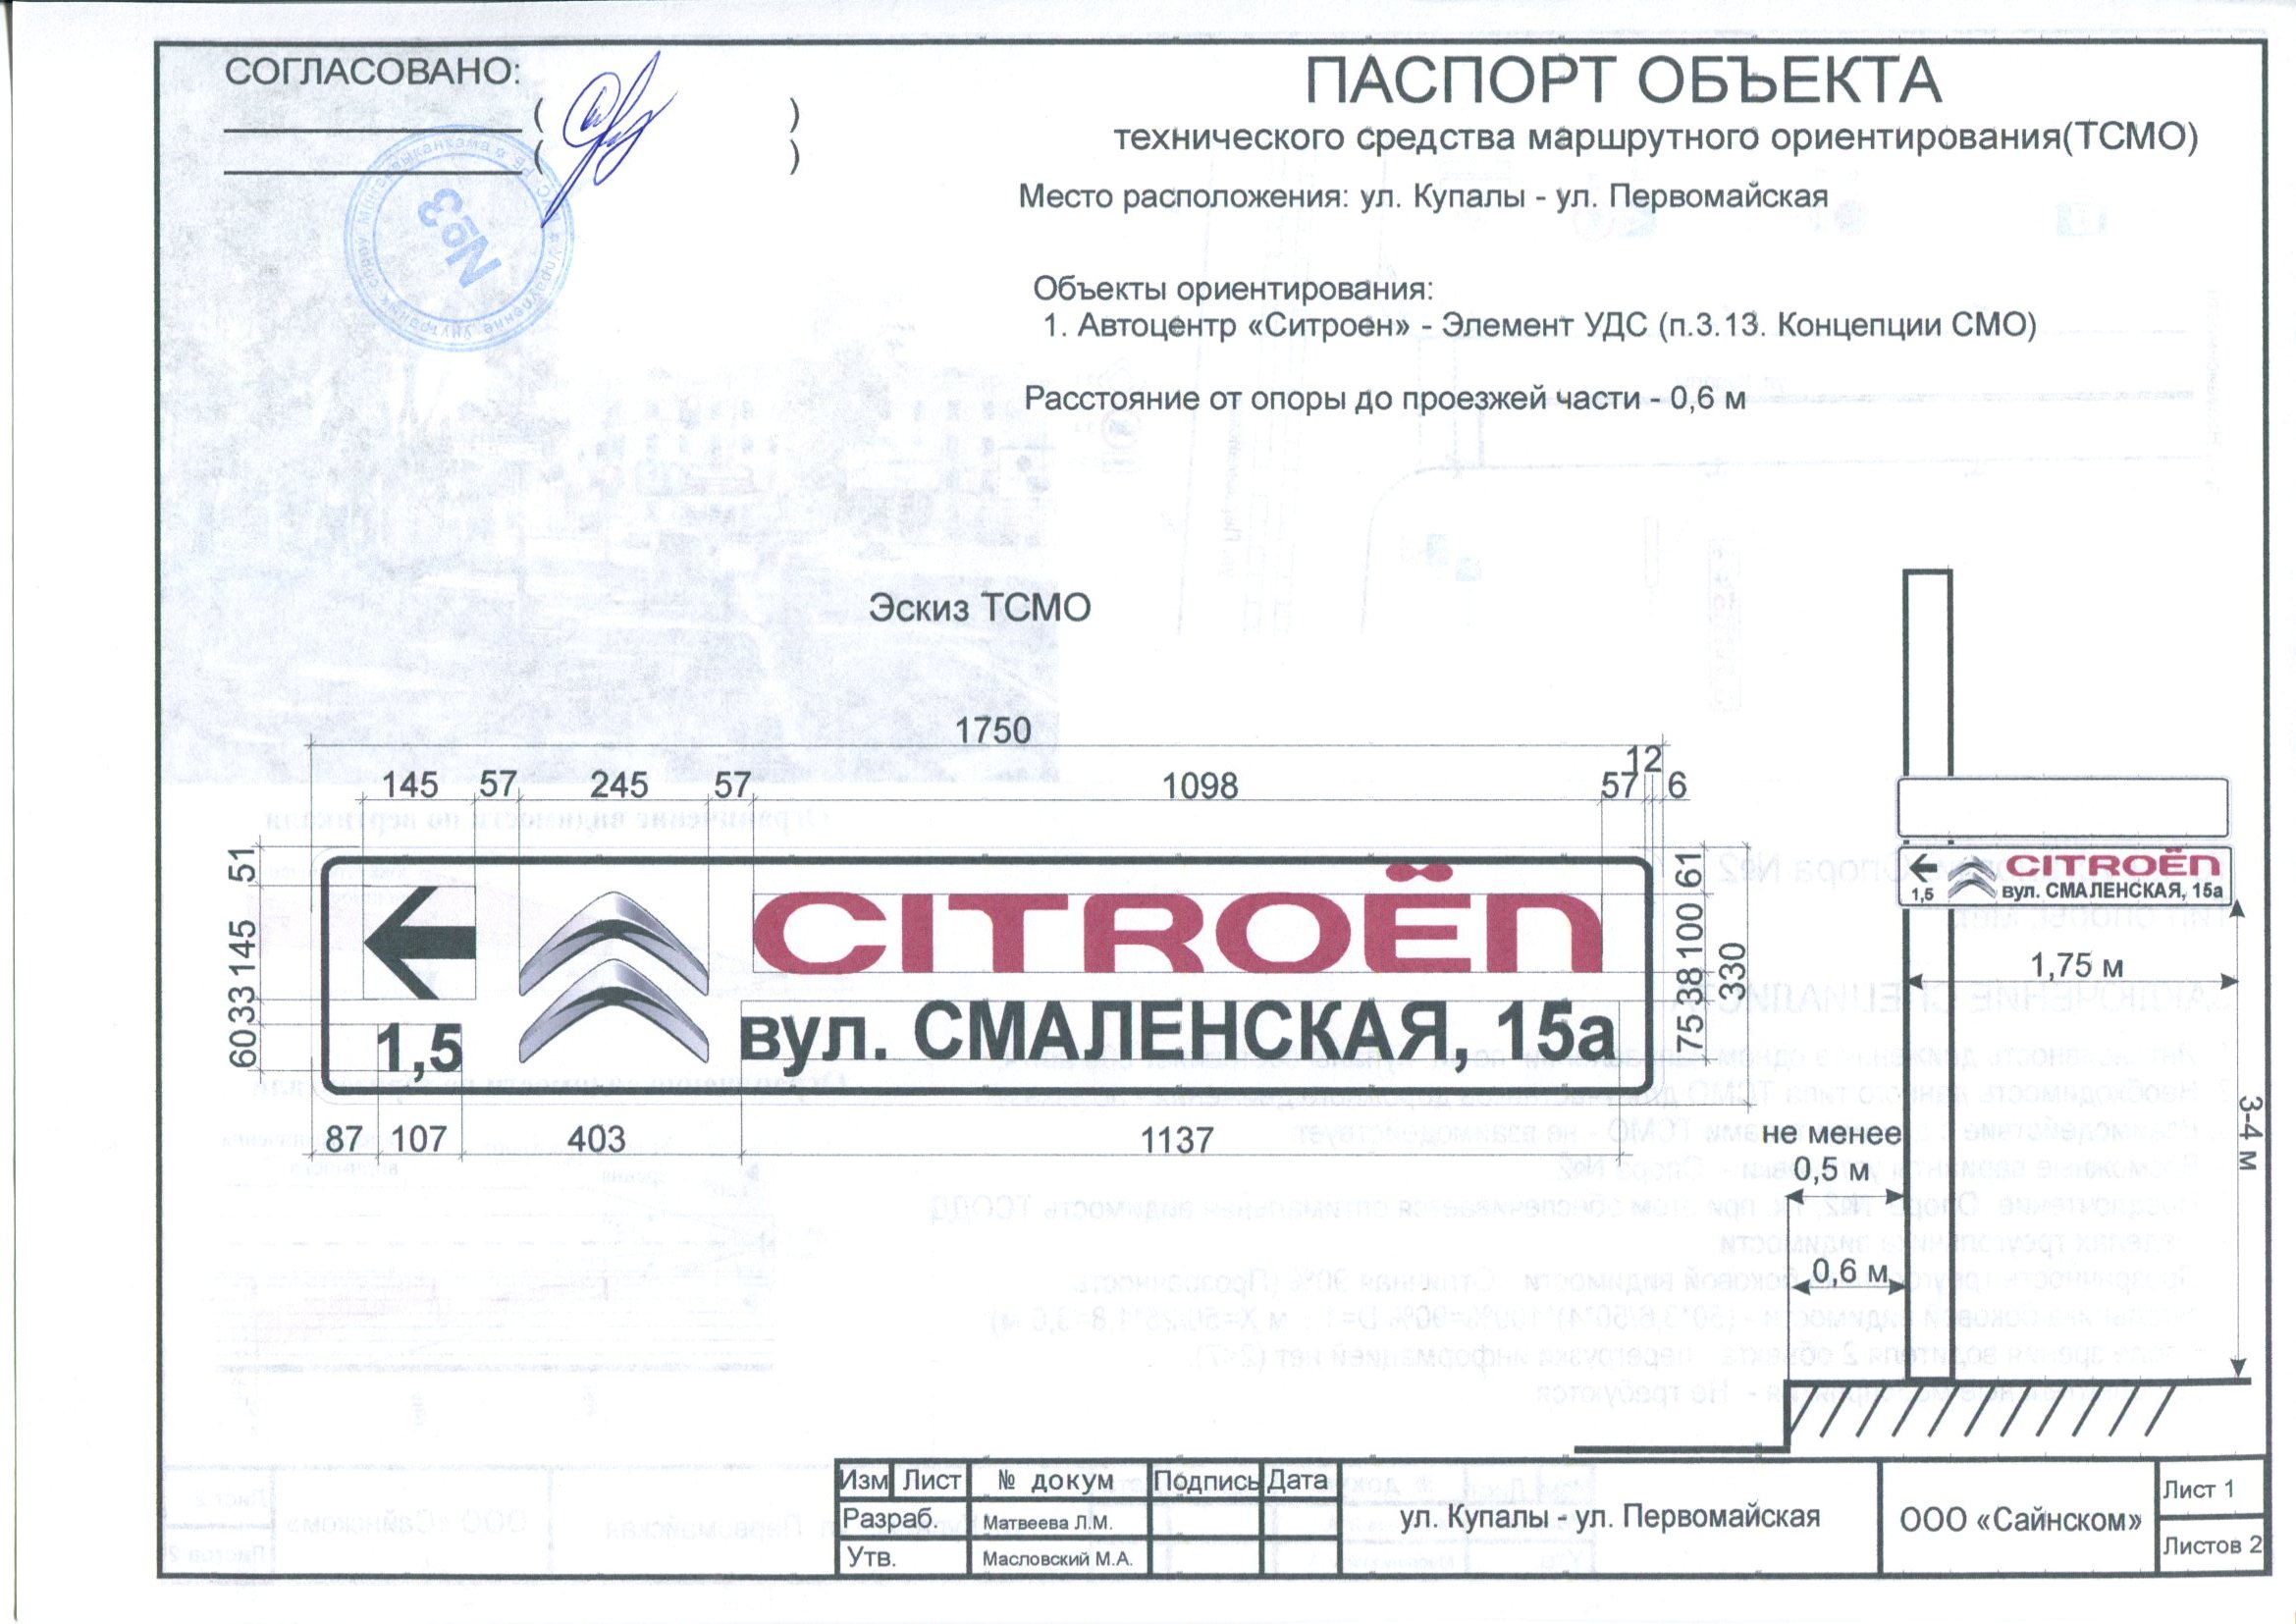 СОГЛАСОВАНО:
( )
( )
№3
ПАСПОРТ ОБЪЕКТА
технического средства маршрутного ориентирования(ТСМО)
Место расположения: ул. Купалы - ул. Первомайская
Объекты ориентирования:
1. Автоцентр «Ситроен» - Элемент УДС (п.3.13. Концепции СМО)
Расстояние от опоры до проезжей части - 0,6 м
Эскиз ТСМО
1750
12
145 57 245 57 1098 57 6
51 145 33 60
61 100 38 75
330
CITROËN
1,5
вул. СМАЛЕНСКАЯ, 15а
87 107 403 1137
CITROËN
1,5 вул. СМАЛЕНСКАЯ, 15а
1,75 м
3-4 м
не менее
0,5 м
0,6 м
Изм Лист № докум Подпись Дата
Разраб. Матвеева Л.М.
Утв. Масловский М.А.
ул. Купалы - ул. Первомайская
ООО «Сайнском»
Лист 1
Листов 2